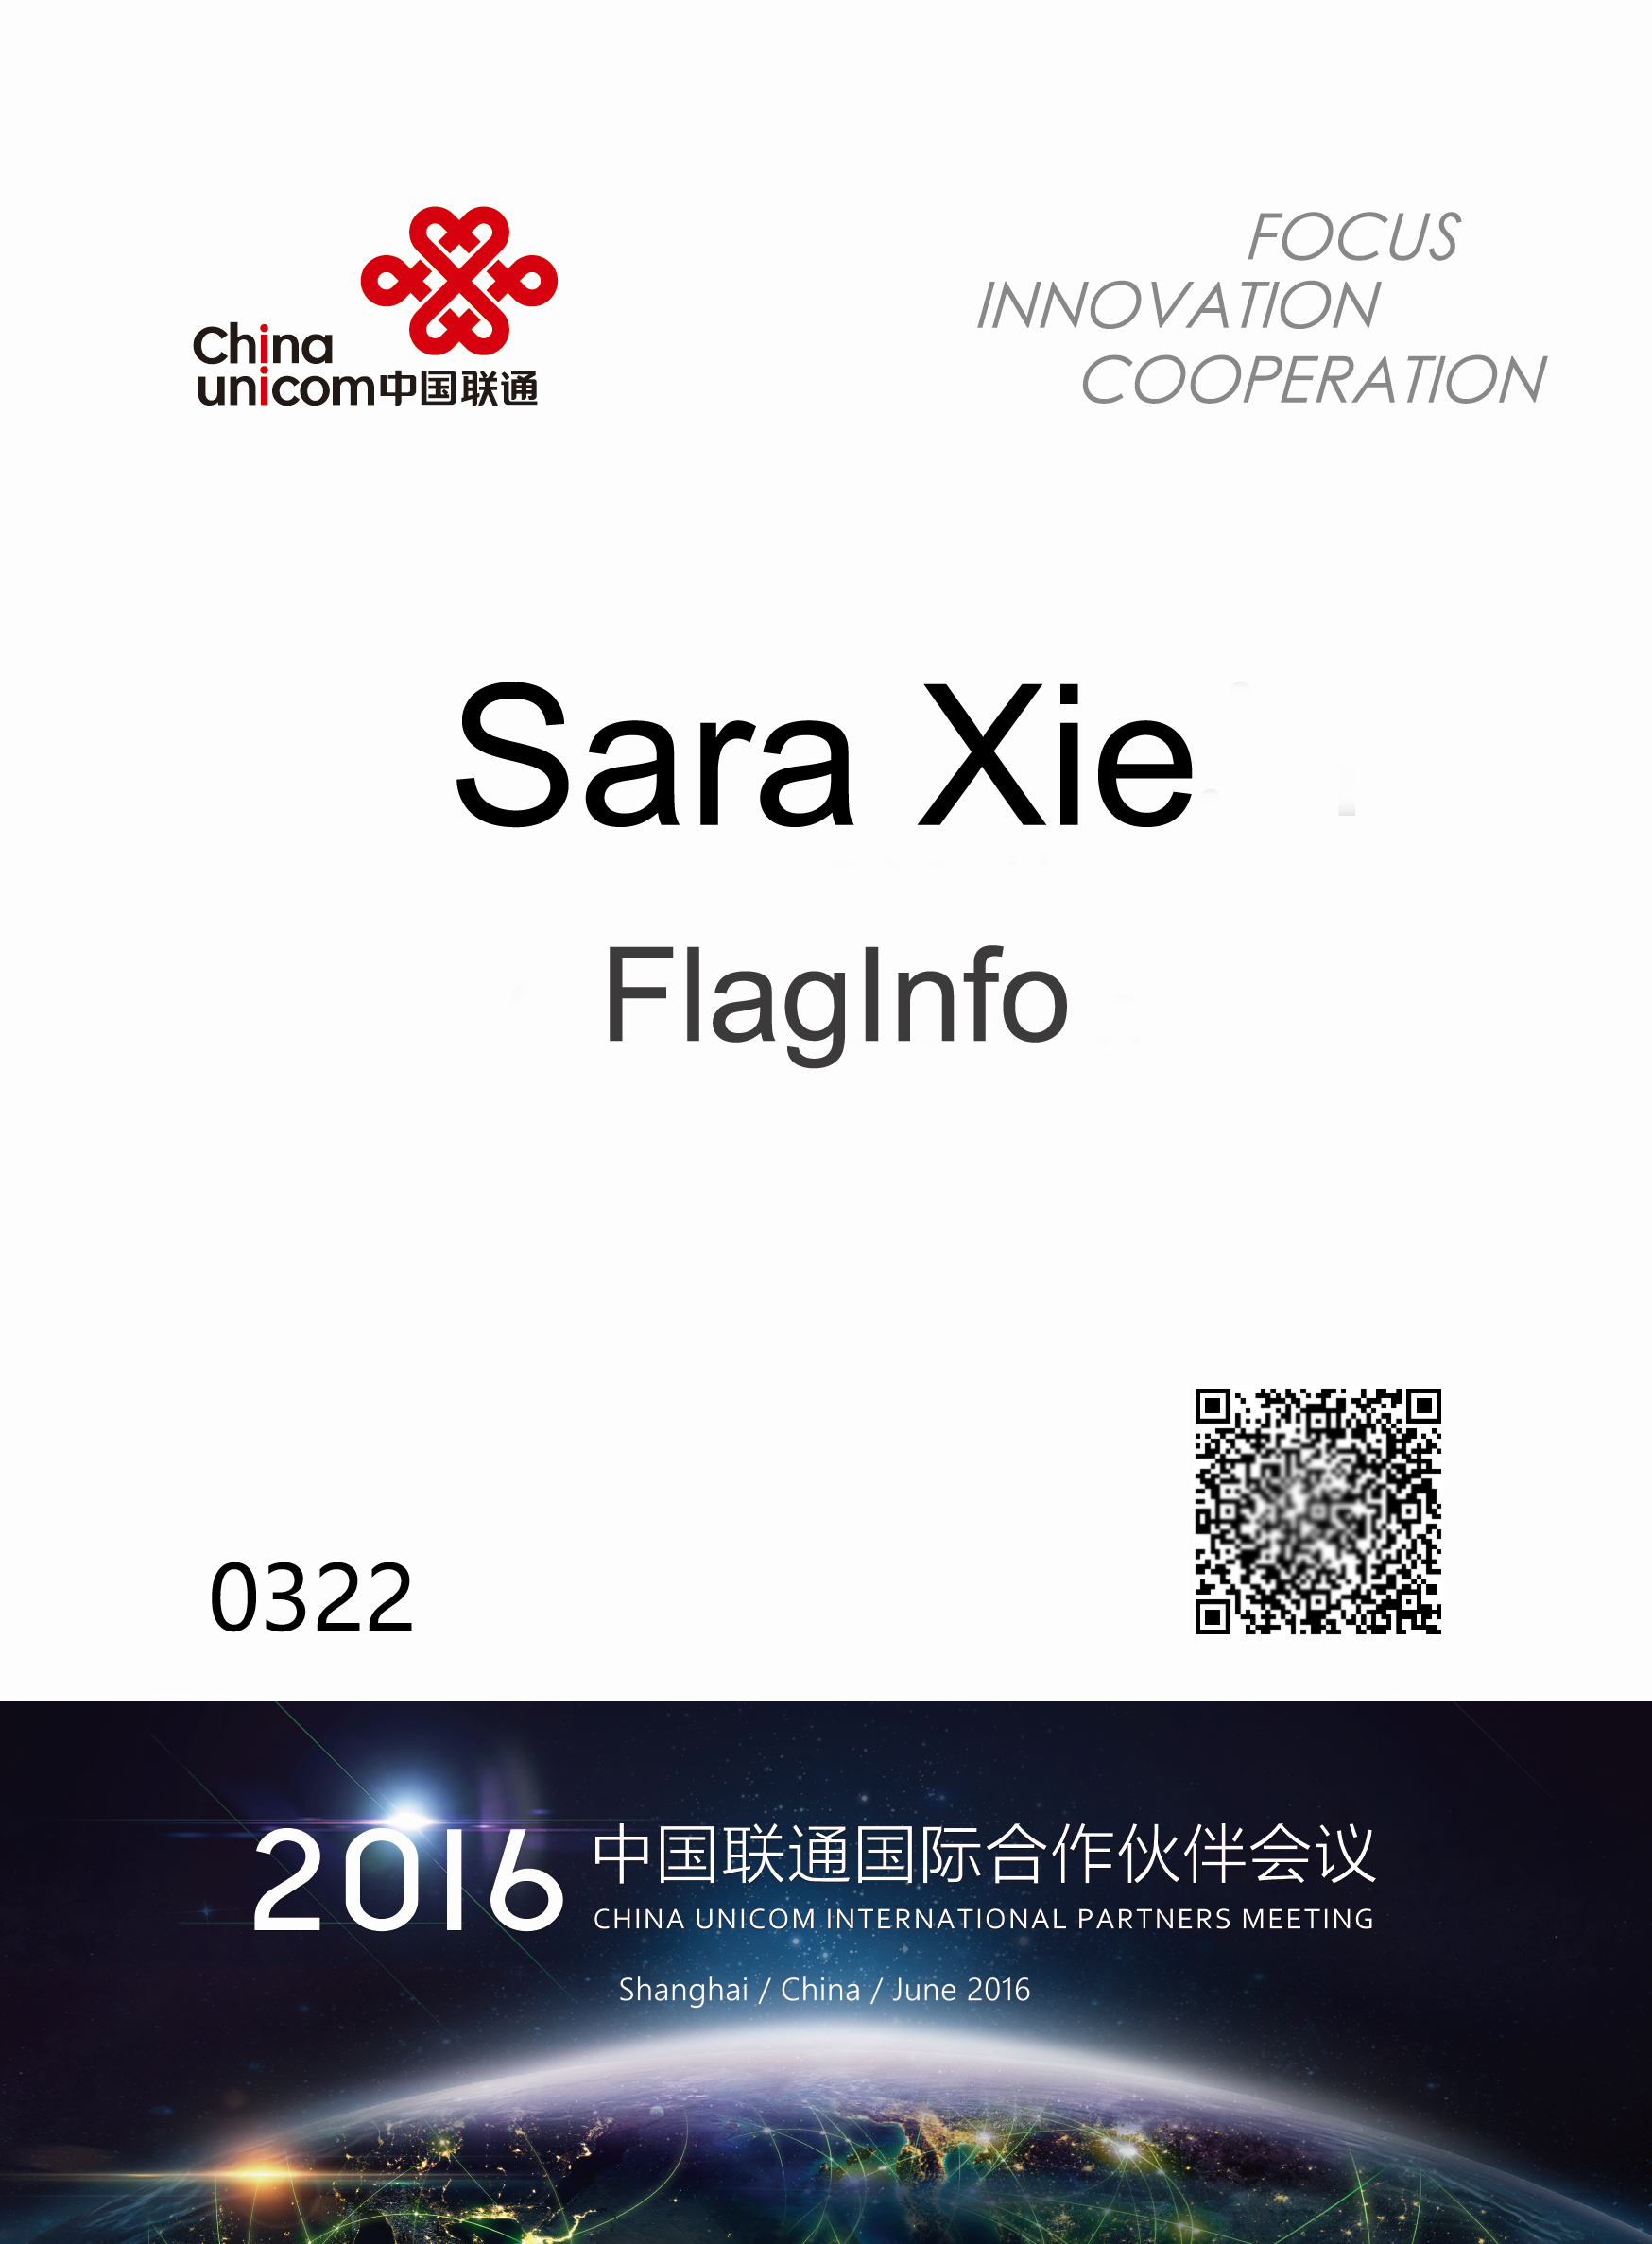 China
unicom中国联通
FOCUS
INNOVATION
COOPERATION
Sara Xie
FlagInfo
0322
2016 中国联通国际合作伙伴会议
CHINA UNICOM INTERNATIONAL PARTNERS MEETING
Shanghai / China / June 2016